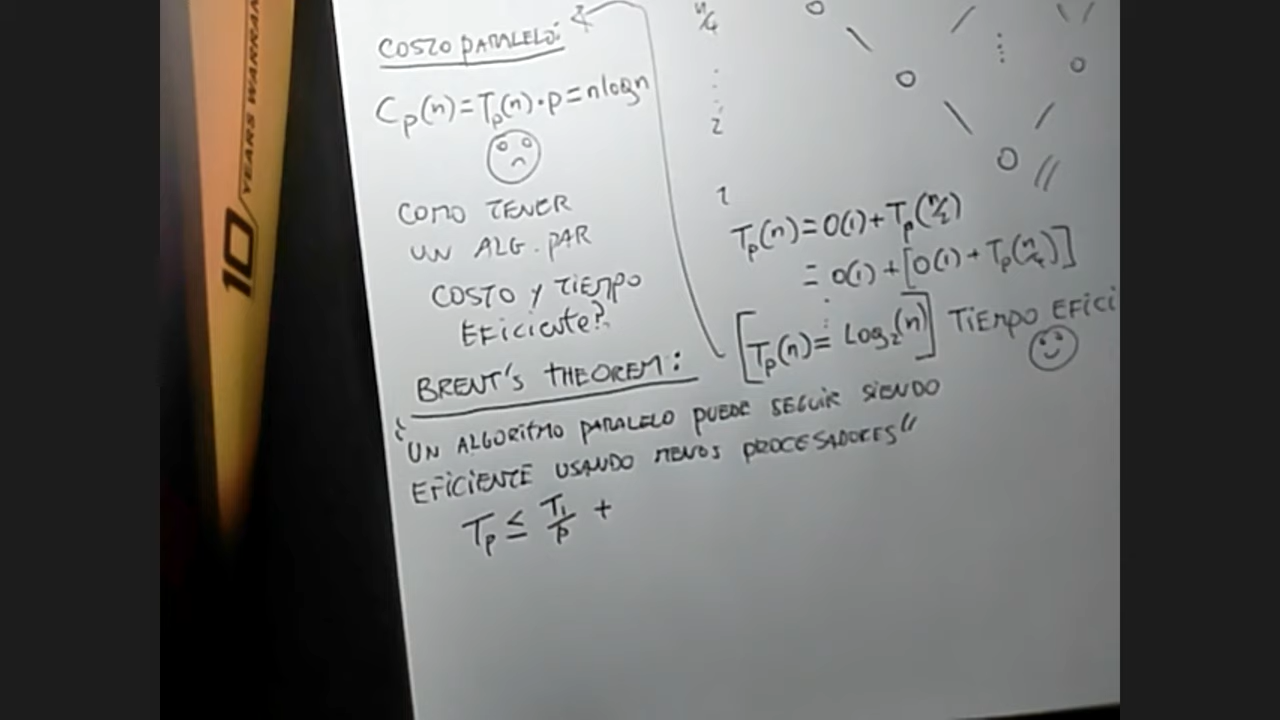 COSTO PARALELO:
Cp(n)=Tp(n)·p=nlogn
COMO TENER
UN ALG. PAR
COSTO Y TIEMPO
EFICIENTE?
BRENT'S THEOREM:
"UN ALGORITMO PARALELO PUEDE SEGUIR SIENDO
EFICIENTE USANDO MENOS PROCESADORES"
Tp ≤ T1/p +
n/4
2
1
Tp(n)=O(1)+Tp(n/2)
= O(1)+[O(1)+Tp(n/4)]
[Tp(n)= Log2(n)] TIEMPO EFICI
10 YEARS WARRAN